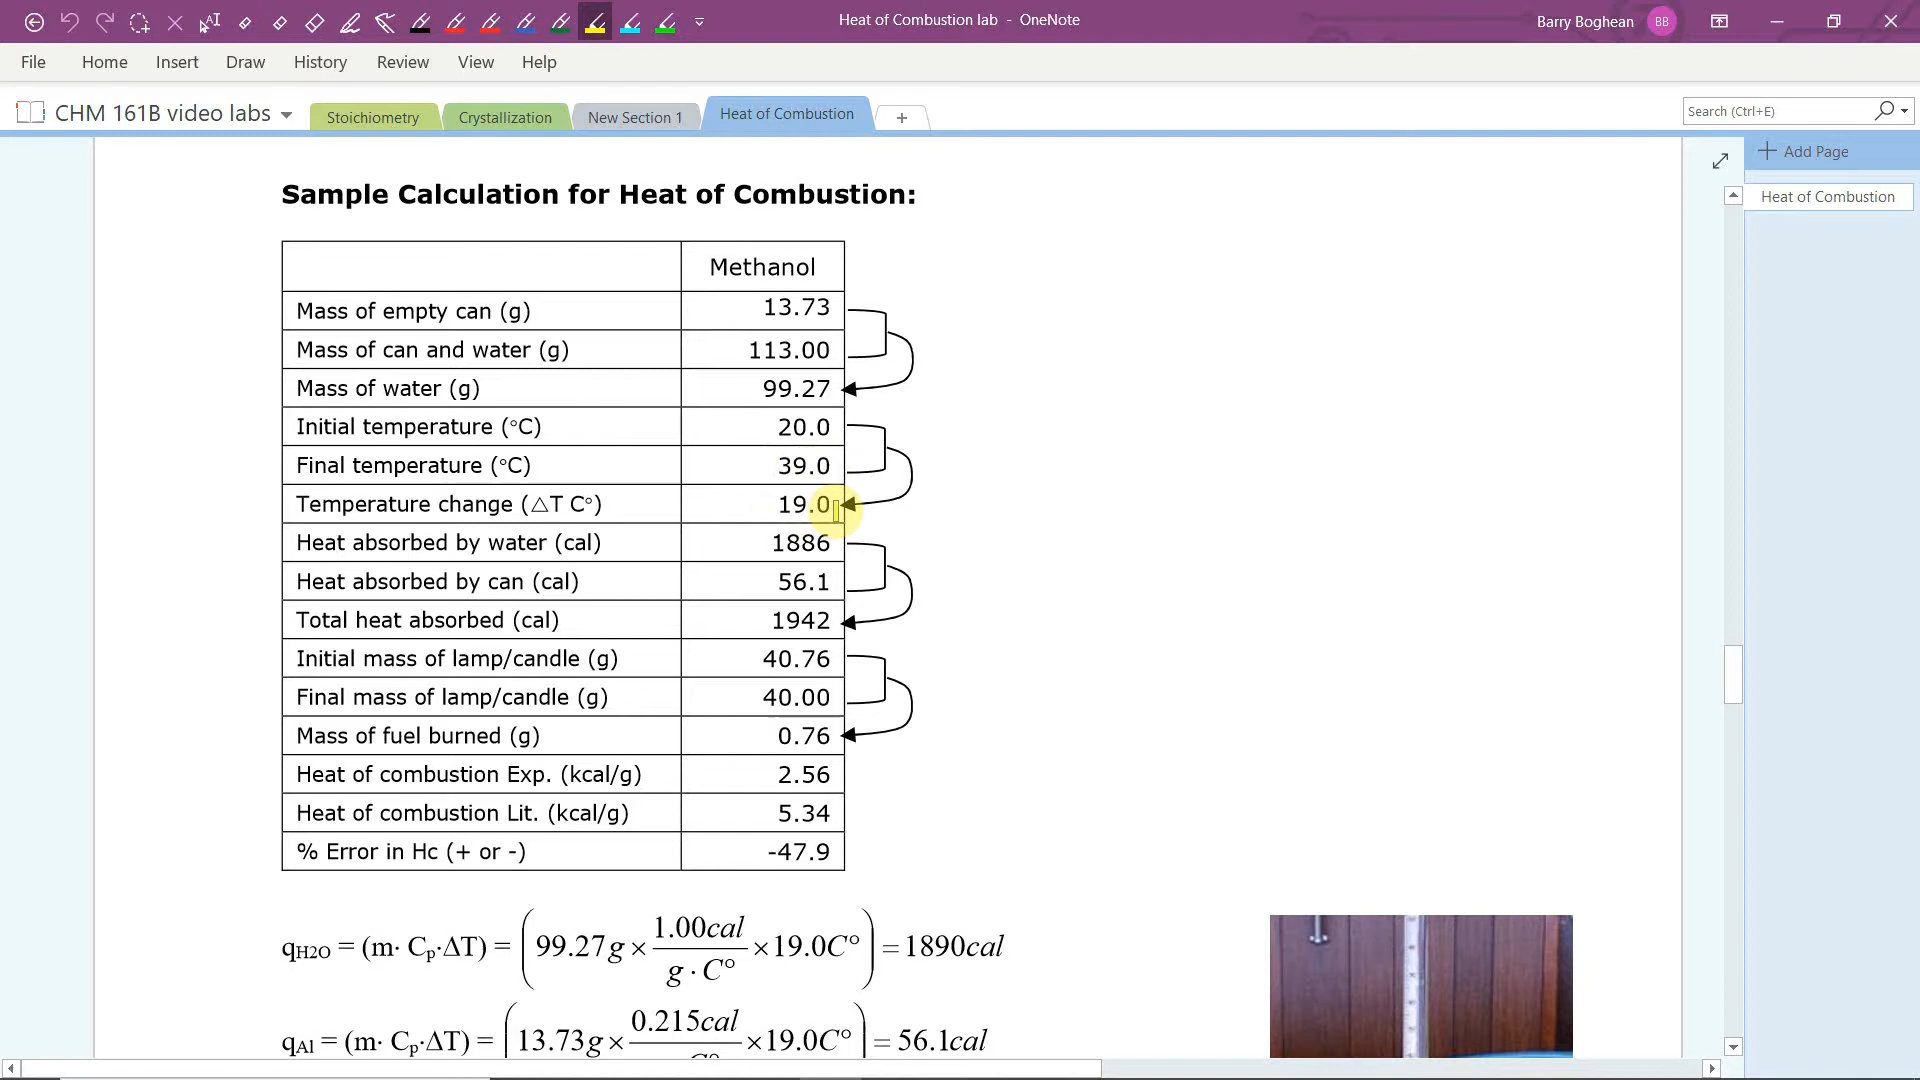 Heat of Combustion lab - OneNote
Barry Boghean BB
File Home Insert Draw History Review View Help
CHM 161B video labs
Stoichiometry Crystallization New Section 1 Heat of Combustion +
Search (Ctrl+E)
Add Page
Heat of Combustion
Sample Calculation for Heat of Combustion:
Methanol
Mass of empty can (g) 13.73
Mass of can and water (g) 113.00
Mass of water (g) 99.27
Initial temperature (°C) 20.0
Final temperature (°C) 39.0
Temperature change (△T C°) 19.0
Heat absorbed by water (cal) 1886
Heat absorbed by can (cal) 56.1
Total heat absorbed (cal) 1942
Initial mass of lamp/candle (g) 40.76
Final mass of lamp/candle (g) 40.00
Mass of fuel burned (g) 0.76
Heat of combustion Exp. (kcal/g) 2.56
Heat of combustion Lit. (kcal/g) 5.34
% Error in Hc (+ or -) -47.9
qH2O = (m· Cp·ΔT) = (99.27g × 1.00cal / g · C° × 19.0C°) = 1890cal
qAl = (m· Cp·ΔT) = (13.73g × 0.215cal / C° × 19.0C°) = 56.1cal